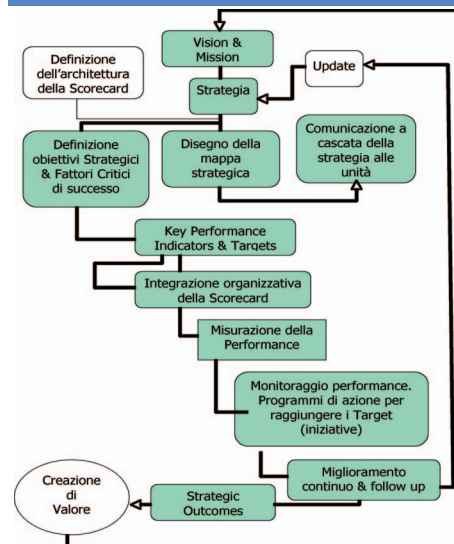 Vision &
Mission
Definizione
dell'architettura
della Scorecard
Update
Strategia
Definizione
obiettivi Strategici
& Fattori Critici
di successo
Disegno della
mappa
strategica
Comunicazione a
cascata della
strategia alle
unità
Key Performance
Indicators & Targets
Integrazione organizzativa
della Scorecard
Misurazione della
Performance
Monitoraggio performance.
Programmi di azione per
raggiungere i Target
(iniziative)
Miglioramento
continuo & follow up
Creazione
di
Valore
Strategic
Outcomes